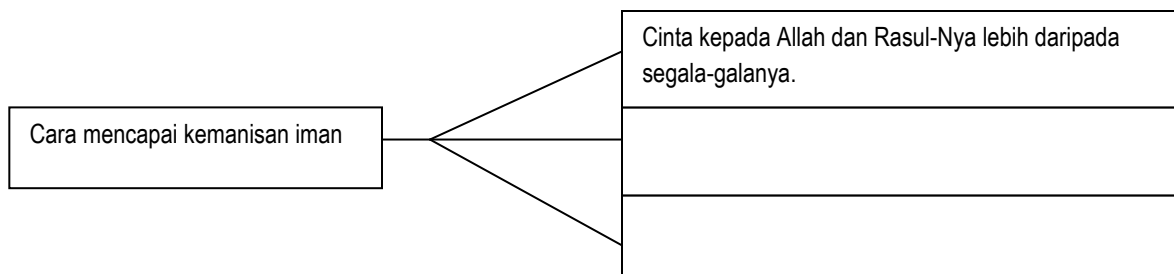 Cara mencapai kemanisan iman
Cinta kepada Allah dan Rasul-Nya lebih daripada
segala-galanya.